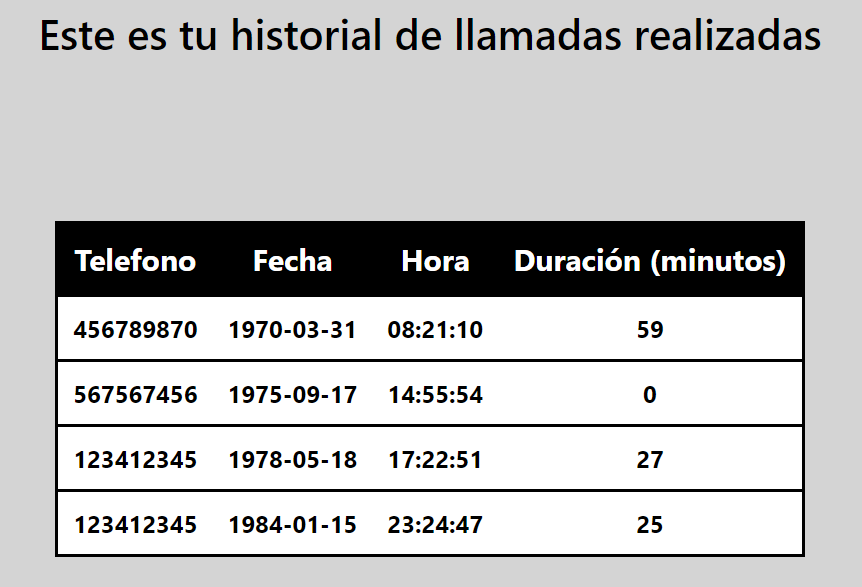 Este es tu historial de llamadas realizadas
Telefono Fecha Hora Duración (minutos)
456789870 1970-03-31 08:21:10 59
567567456 1975-09-17 14:55:54 0
123412345 1978-05-18 17:22:51 27
123412345 1984-01-15 23:24:47 25